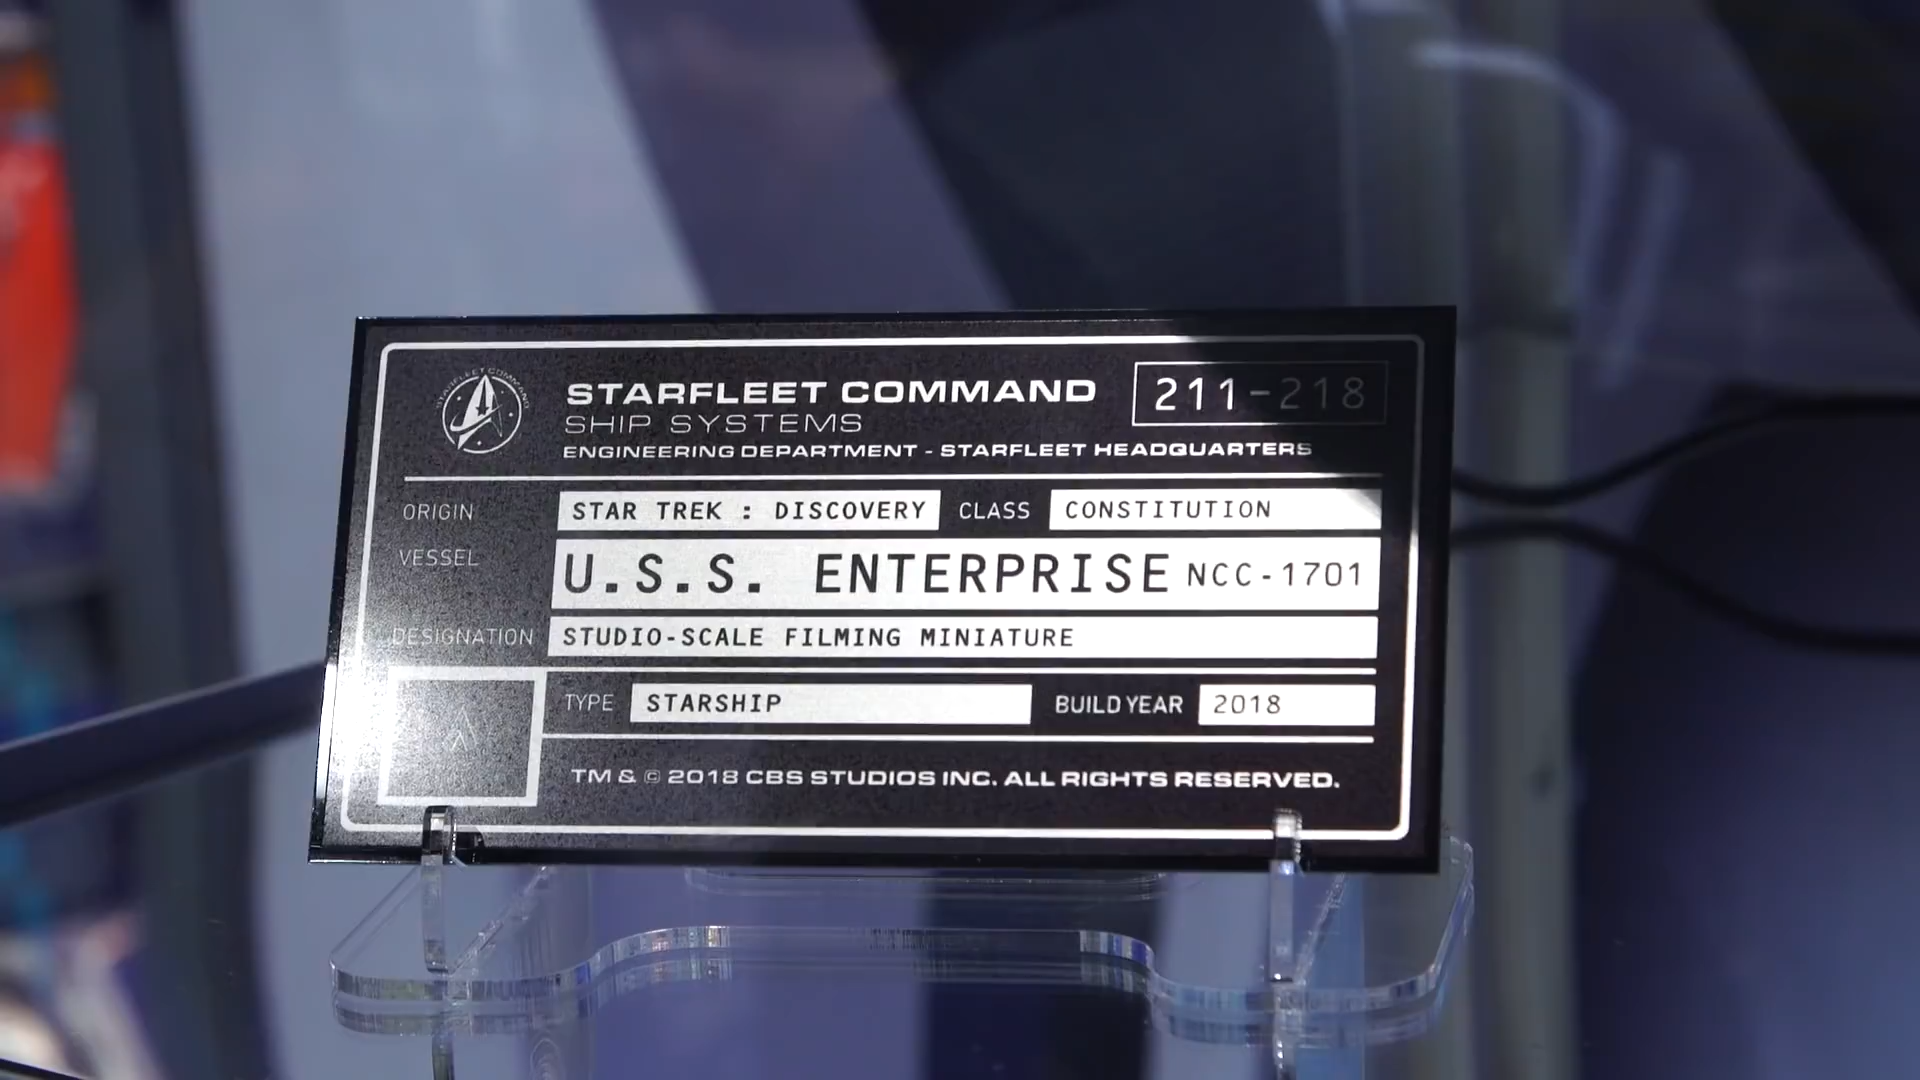 STARFLEET COMMAND
STARFLEET COMMAND 211-218
SHIP SYSTEMS
ENGINEERING DEPARTMENT - STARFLEET HEADQUARTERS
ORIGIN STAR TREK : DISCOVERY CLASS CONSTITUTION
VESSEL U.S.S. ENTERPRISE NCC-1701
DESIGNATION STUDIO-SCALE FILMING MINIATURE
TYPE STARSHIP BUILD YEAR 2018
TM & © 2018 CBS STUDIOS INC. ALL RIGHTS RESERVED.